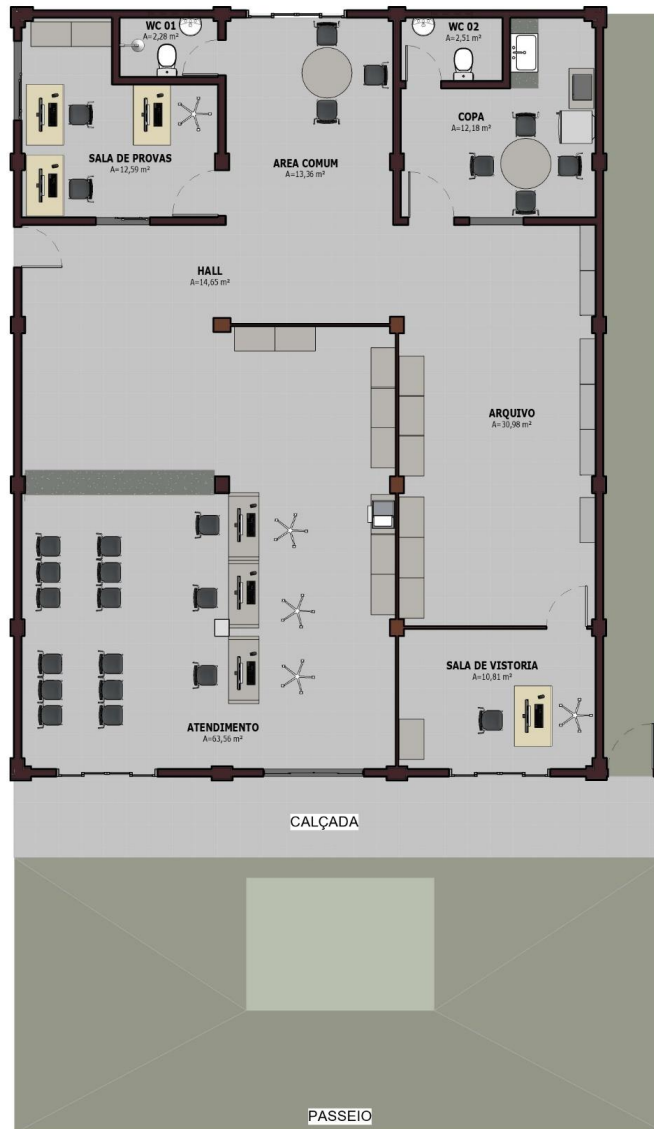 WC 01
A=2,28 m²
WC 02
A=2,51 m²
COPA
A=12,18 m²
SALA DE PROVAS
A=12,59 m²
AREA COMUM
A=13,36 m²
HALL
A=14,65 m²
ARQUIVO
A=30,98 m²
SALA DE VISTORIA
A=10,81 m²
ATENDIMENTO
A=63,56 m²
CALÇADA
PASSEIO